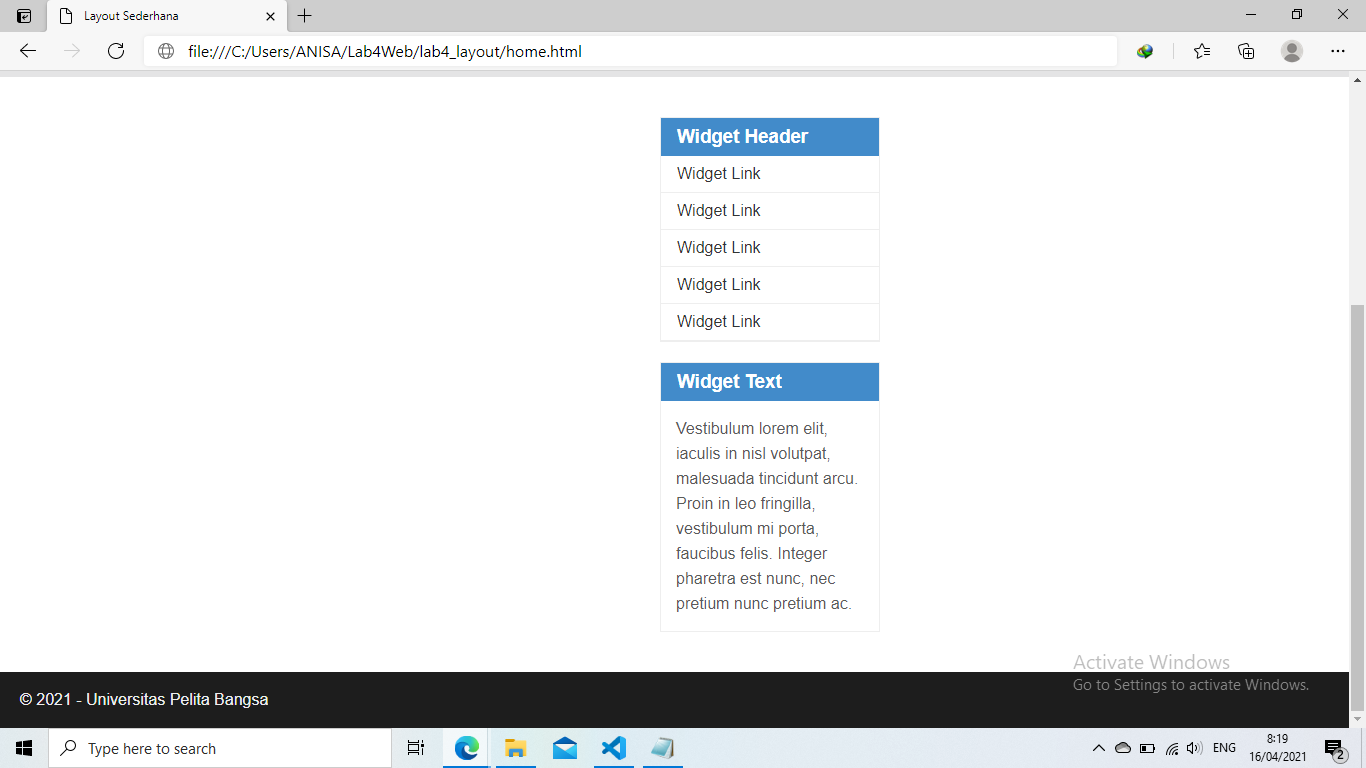 Layout Sederhana
file:///C:/Users/ANISA/Lab4Web/lab4_layout/home.html
Widget Header
Widget Link
Widget Link
Widget Link
Widget Link
Widget Link
Widget Text
Vestibulum lorem elit,
iaculis in nisl volutpat,
malesuada tincidunt arcu.
Proin in leo fringilla,
vestibulum mi porta,
faucibus felis. Integer
pharetra est nunc, nec
pretium nunc pretium ac.
Activate Windows
Go to Settings to activate Windows.
© 2021 - Universitas Pelita Bangsa
Type here to search
ENG
8:19
16/04/2021
2